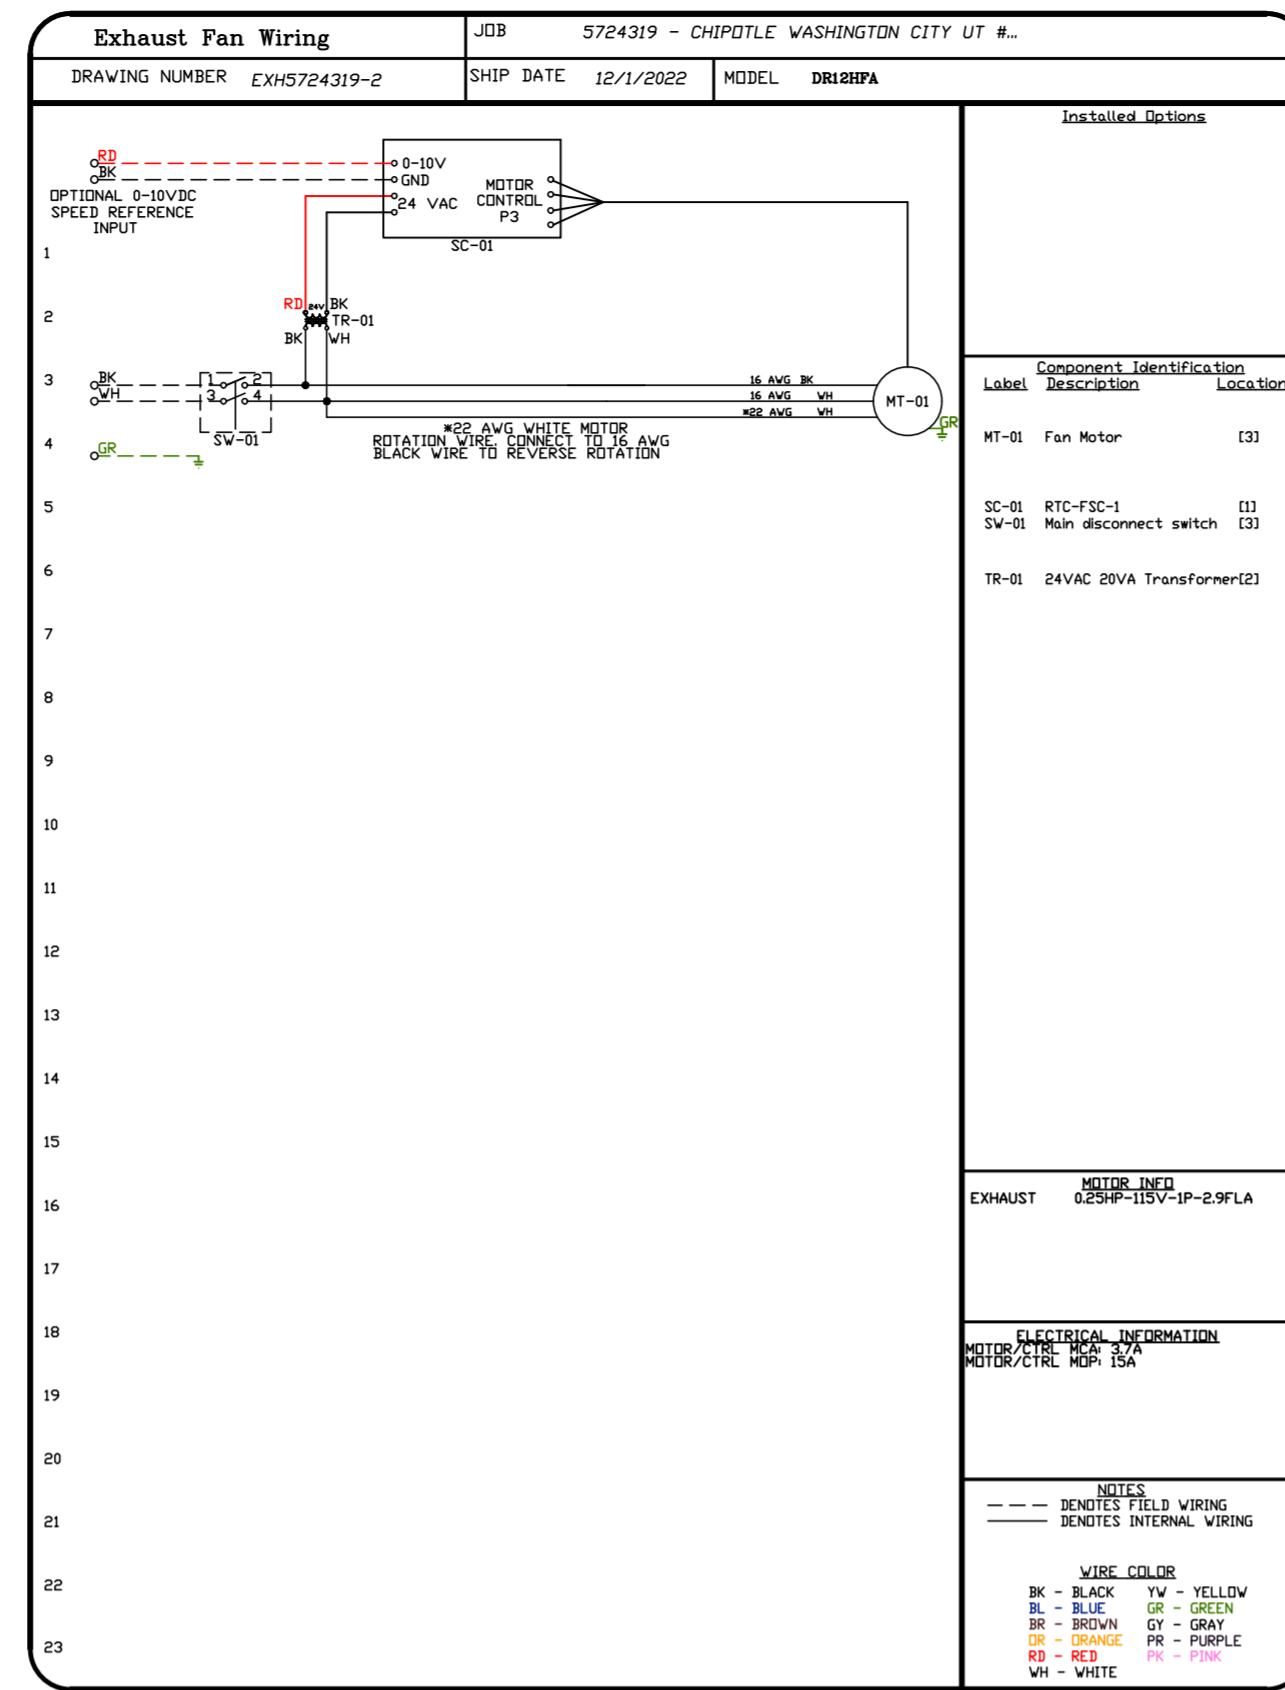 Exhaust Fan Wiring
JOB 5724319 - CHIPOTLE WASHINGTON CITY UT #...
DRAWING NUMBER EXH5724319-2
SHIP DATE 12/1/2022
MODEL DR12HFA
RD
BK
OPTIONAL 0-10VDC
SPEED REFERENCE
INPUT
0-10V
GND
24 VAC
MOTOR
CONTROL
P3
SC-01
1
RD 24V BK
2
TR-01
BK WH
3
BK
WH
1 2
3 4
SW-01
16 AWG BK
16 AWG WH
*22 AWG WH
MT-01
GR
*22 AWG WHITE MOTOR
ROTATION WIRE. CONNECT TO 16 AWG
BLACK WIRE TO REVERSE ROTATION
4
GR
5
6
7
8
9
10
11
12
13
14
15
16
17
18
19
20
21
22
23
Installed Options
Component Identification
Label Description Location
MT-01 Fan Motor [3]
SC-01 RTC-FSC-1 [1]
SW-01 Main disconnect switch [3]
TR-01 24VAC 20VA Transformer[2]
MOTOR INFO
EXHAUST 0.25HP-115V-1P-2.9FLA
ELECTRICAL INFORMATION
MOTOR/CTRL MCA: 3.7A
MOTOR/CTRL MOP: 15A
NOTES
DENOTES FIELD WIRING
DENOTES INTERNAL WIRING
WIRE COLOR
BK - BLACK YW - YELLOW
BL - BLUE GR - GREEN
BR - BROWN GY - GRAY
OR - ORANGE PR - PURPLE
RD - RED PK - PINK
WH - WHITE